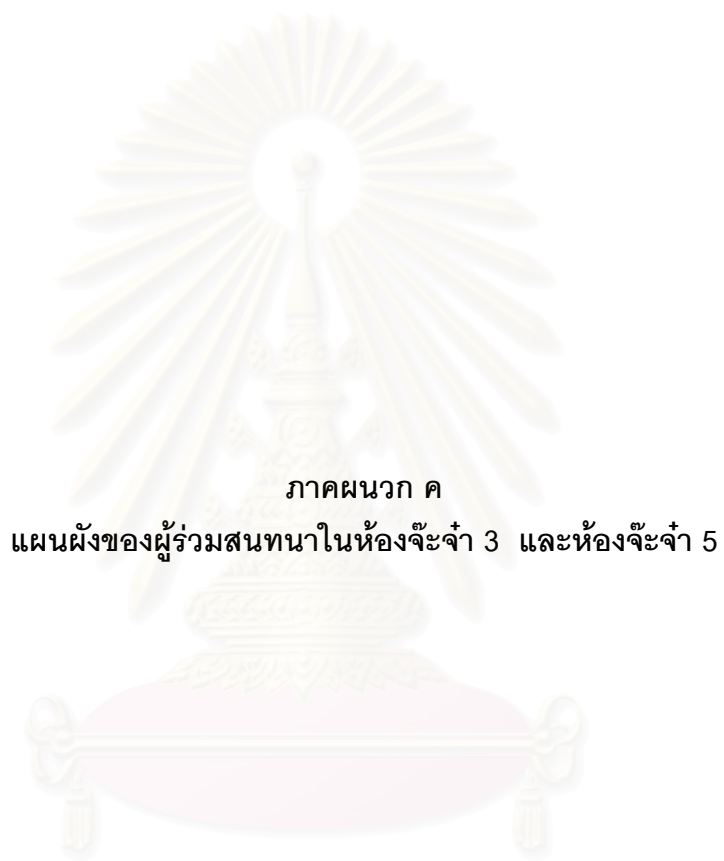 ภาคผนวก ค
แผนผังของผู้ร่วมสนทนาในห้องจ๊ะจ๋า 3 และห้องจ๊ะจ๋า 5